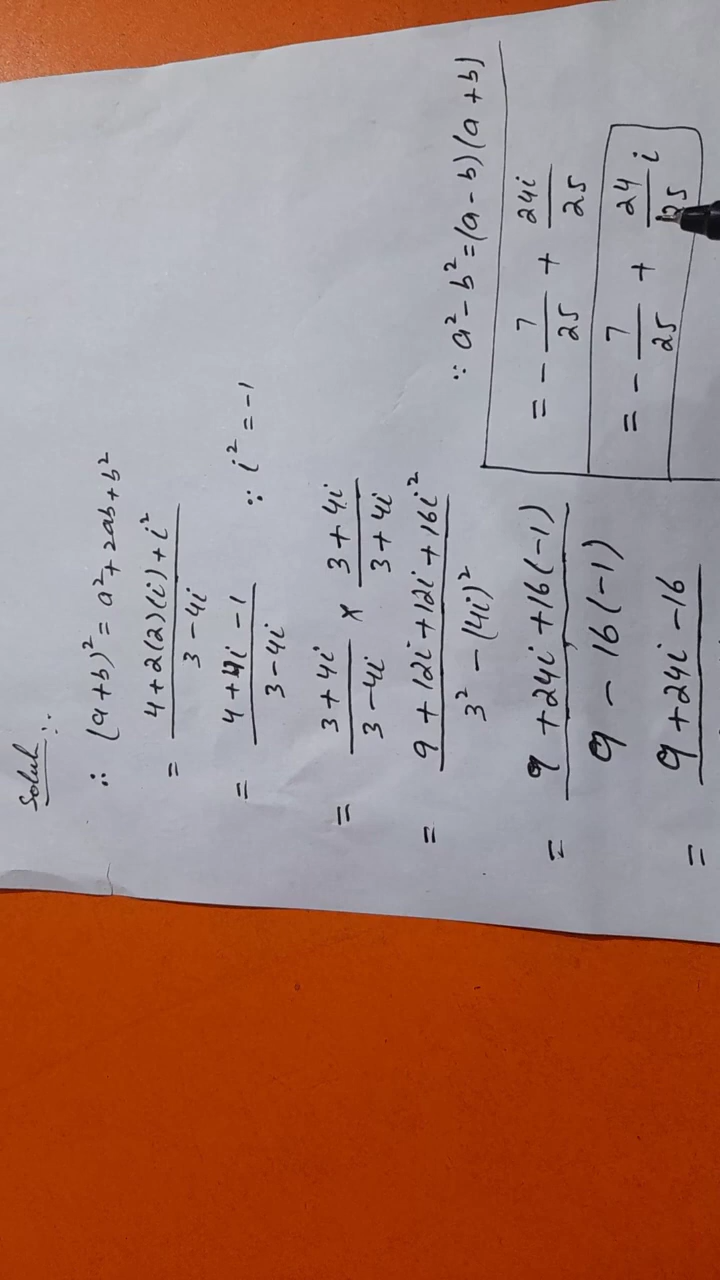 Soluh :.
∴ (a+b)² = a² + 2ab + b²
= 4+2(2)(i)+i² / 3-4i
= 4+4i-1 / 3-4i ∵ i² = -1
= 3+4i / 3-4i × 3+4i / 3+4i
= 9+12i+12i+16i² / 3²-(4i)² ∵ a²-b² = (a-b)(a+b)
= 9+24i+16(-1) / 9-16(-1)
= 9+24i-16
= - 7/25 + 24i/25
= - 7/25 + 24/25 i